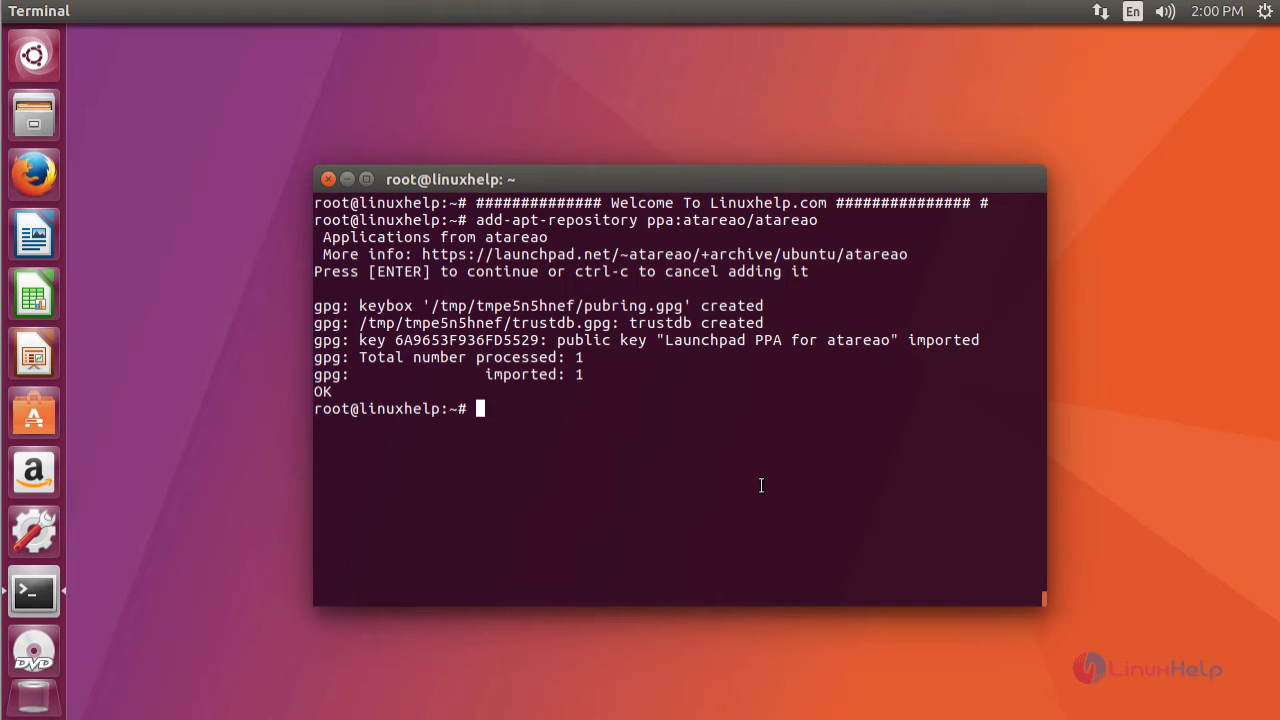 Terminal
En
2:00 PM
root@linuxhelp: ~
root@linuxhelp:~# ############## Welcome To Linuxhelp.com ############### #
root@linuxhelp:~# add-apt-repository ppa:atareao/atareao
Applications from atareao
More info: https://launchpad.net/~atareao/+archive/ubuntu/atareao
Press [ENTER] to continue or ctrl-c to cancel adding it
gpg: keybox '/tmp/tmpe5n5hnef/pubring.gpg' created
gpg: /tmp/tmpe5n5hnef/trustdb.gpg: trustdb created
gpg: key 6A9653F936FD5529: public key "Launchpad PPA for atareao" imported
gpg: Total number processed: 1
gpg:               imported: 1
OK
root@linuxhelp:~#
>_
DVD
LinuxHelp